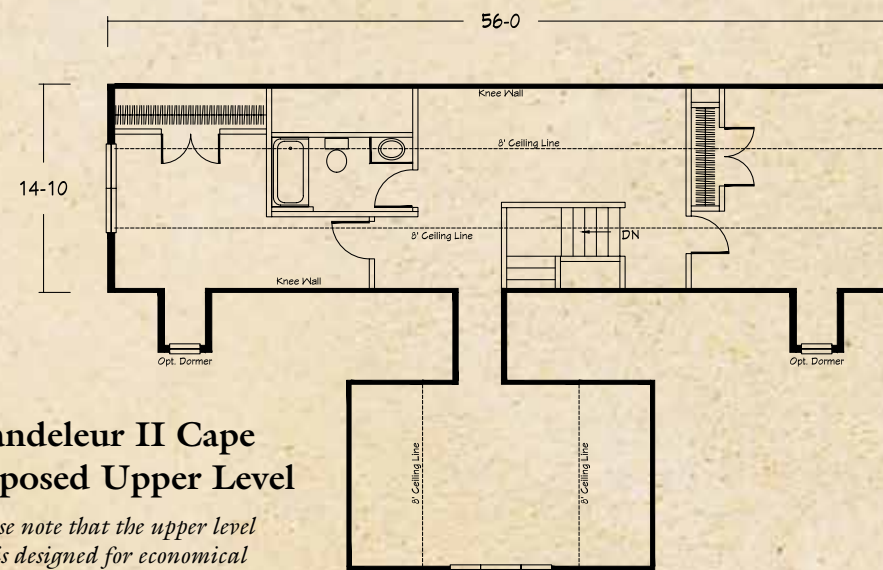 56-0
Knee Wall
8' Ceiling Line
14-10
8' Ceiling Line
DN
Knee Wall
Opt. Dormer
Opt. Dormer
8' Ceiling Line
8' Ceiling Line
andeleur II Cape
posed Upper Level
se note that the upper level
is designed for economical